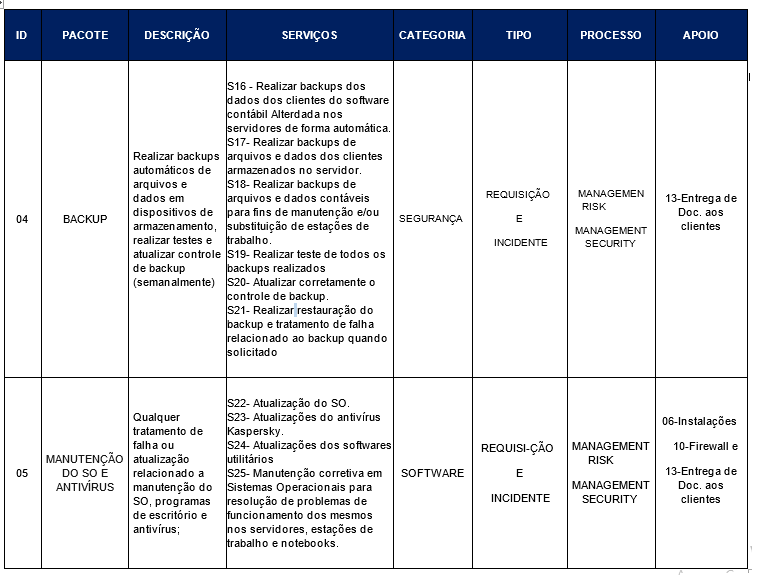 ID PACOTE DESCRIÇÃO SERVIÇOS CATEGORIA TIPO PROCESSO APOIO
04
BACKUP
Realizar backups
automáticos de
arquivos e
dados em
dispositivos de
armazenamento,
realizar testes e
atualizar controle
de backup
(semanalmente)
S16 - Realizar backups dos
dados dos clientes do software
contábil Alterdada nos
servidores de forma automática.
S17- Realizar backups de
arquivos e dados dos clientes
armazenados no servidor.
S18- Realizar backups de
arquivos e dados contáveis
para fins de manutenção e/ou
substituição de estações de
trabalho.
S19- Realizar teste de todos os
backups realizados
S20- Atualizar corretamente o
controle de backup.
S21- Realizar restauração do
backup e tratamento de falha
relacionado ao backup quando
solicitado
SEGURANÇA
REQUISIÇÃO
E
INCIDENTE
MANAGEMEN
RISK
MANAGEMENT
SECURITY
13-Entrega de
Doc. aos
clientes
05
MANUTENÇÃO
DO SO E
ANTIVÍRUS
Qualquer
tratamento de
falha ou
atualização
relacionado a
manutenção do
SO, programas
de escritório e
antivírus;
S22- Atualização do SO.
S23- Atualizações do antivírus
Kaspersky.
S24- Atualizações dos softwares
utilitários
S25- Manutenção corretiva em
Sistemas Operacionais para
resolução de problemas de
funcionamento dos mesmos
nos servidores, estações de
trabalho e notebooks.
SOFTWARE
REQUISI-ÇÃO
E
INCIDENTE
MANAGEMENT
RISK
MANAGEMENT
SECURITY
06-Instalações
10-Firewall e
13-Entrega de
Doc. aos
clientes